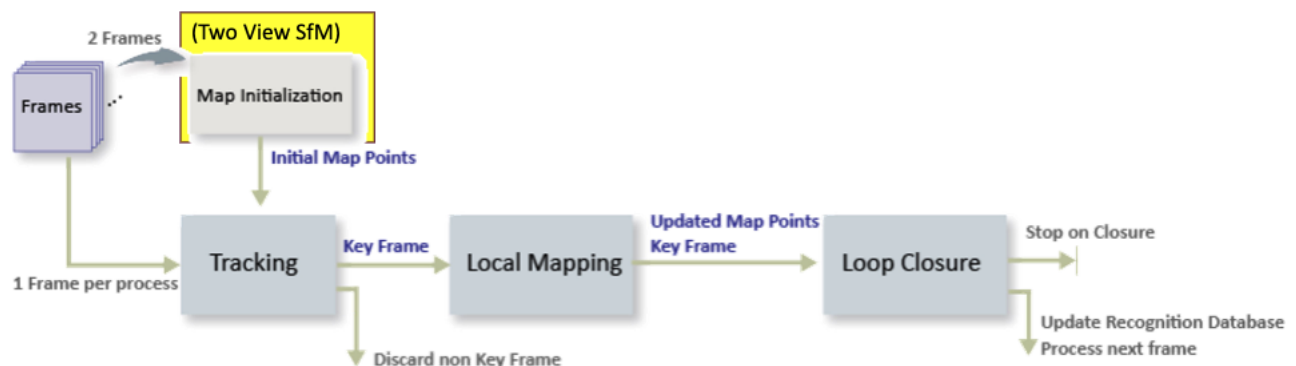 (Two View SfM)
2 Frames
Frames
Map Initialization
Initial Map Points
Tracking
Key Frame
Local Mapping
Updated Map Points
Key Frame
Loop Closure
Stop on Closure
1 Frame per process
Update Recognition Database
Process next frame
Discard non Key Frame